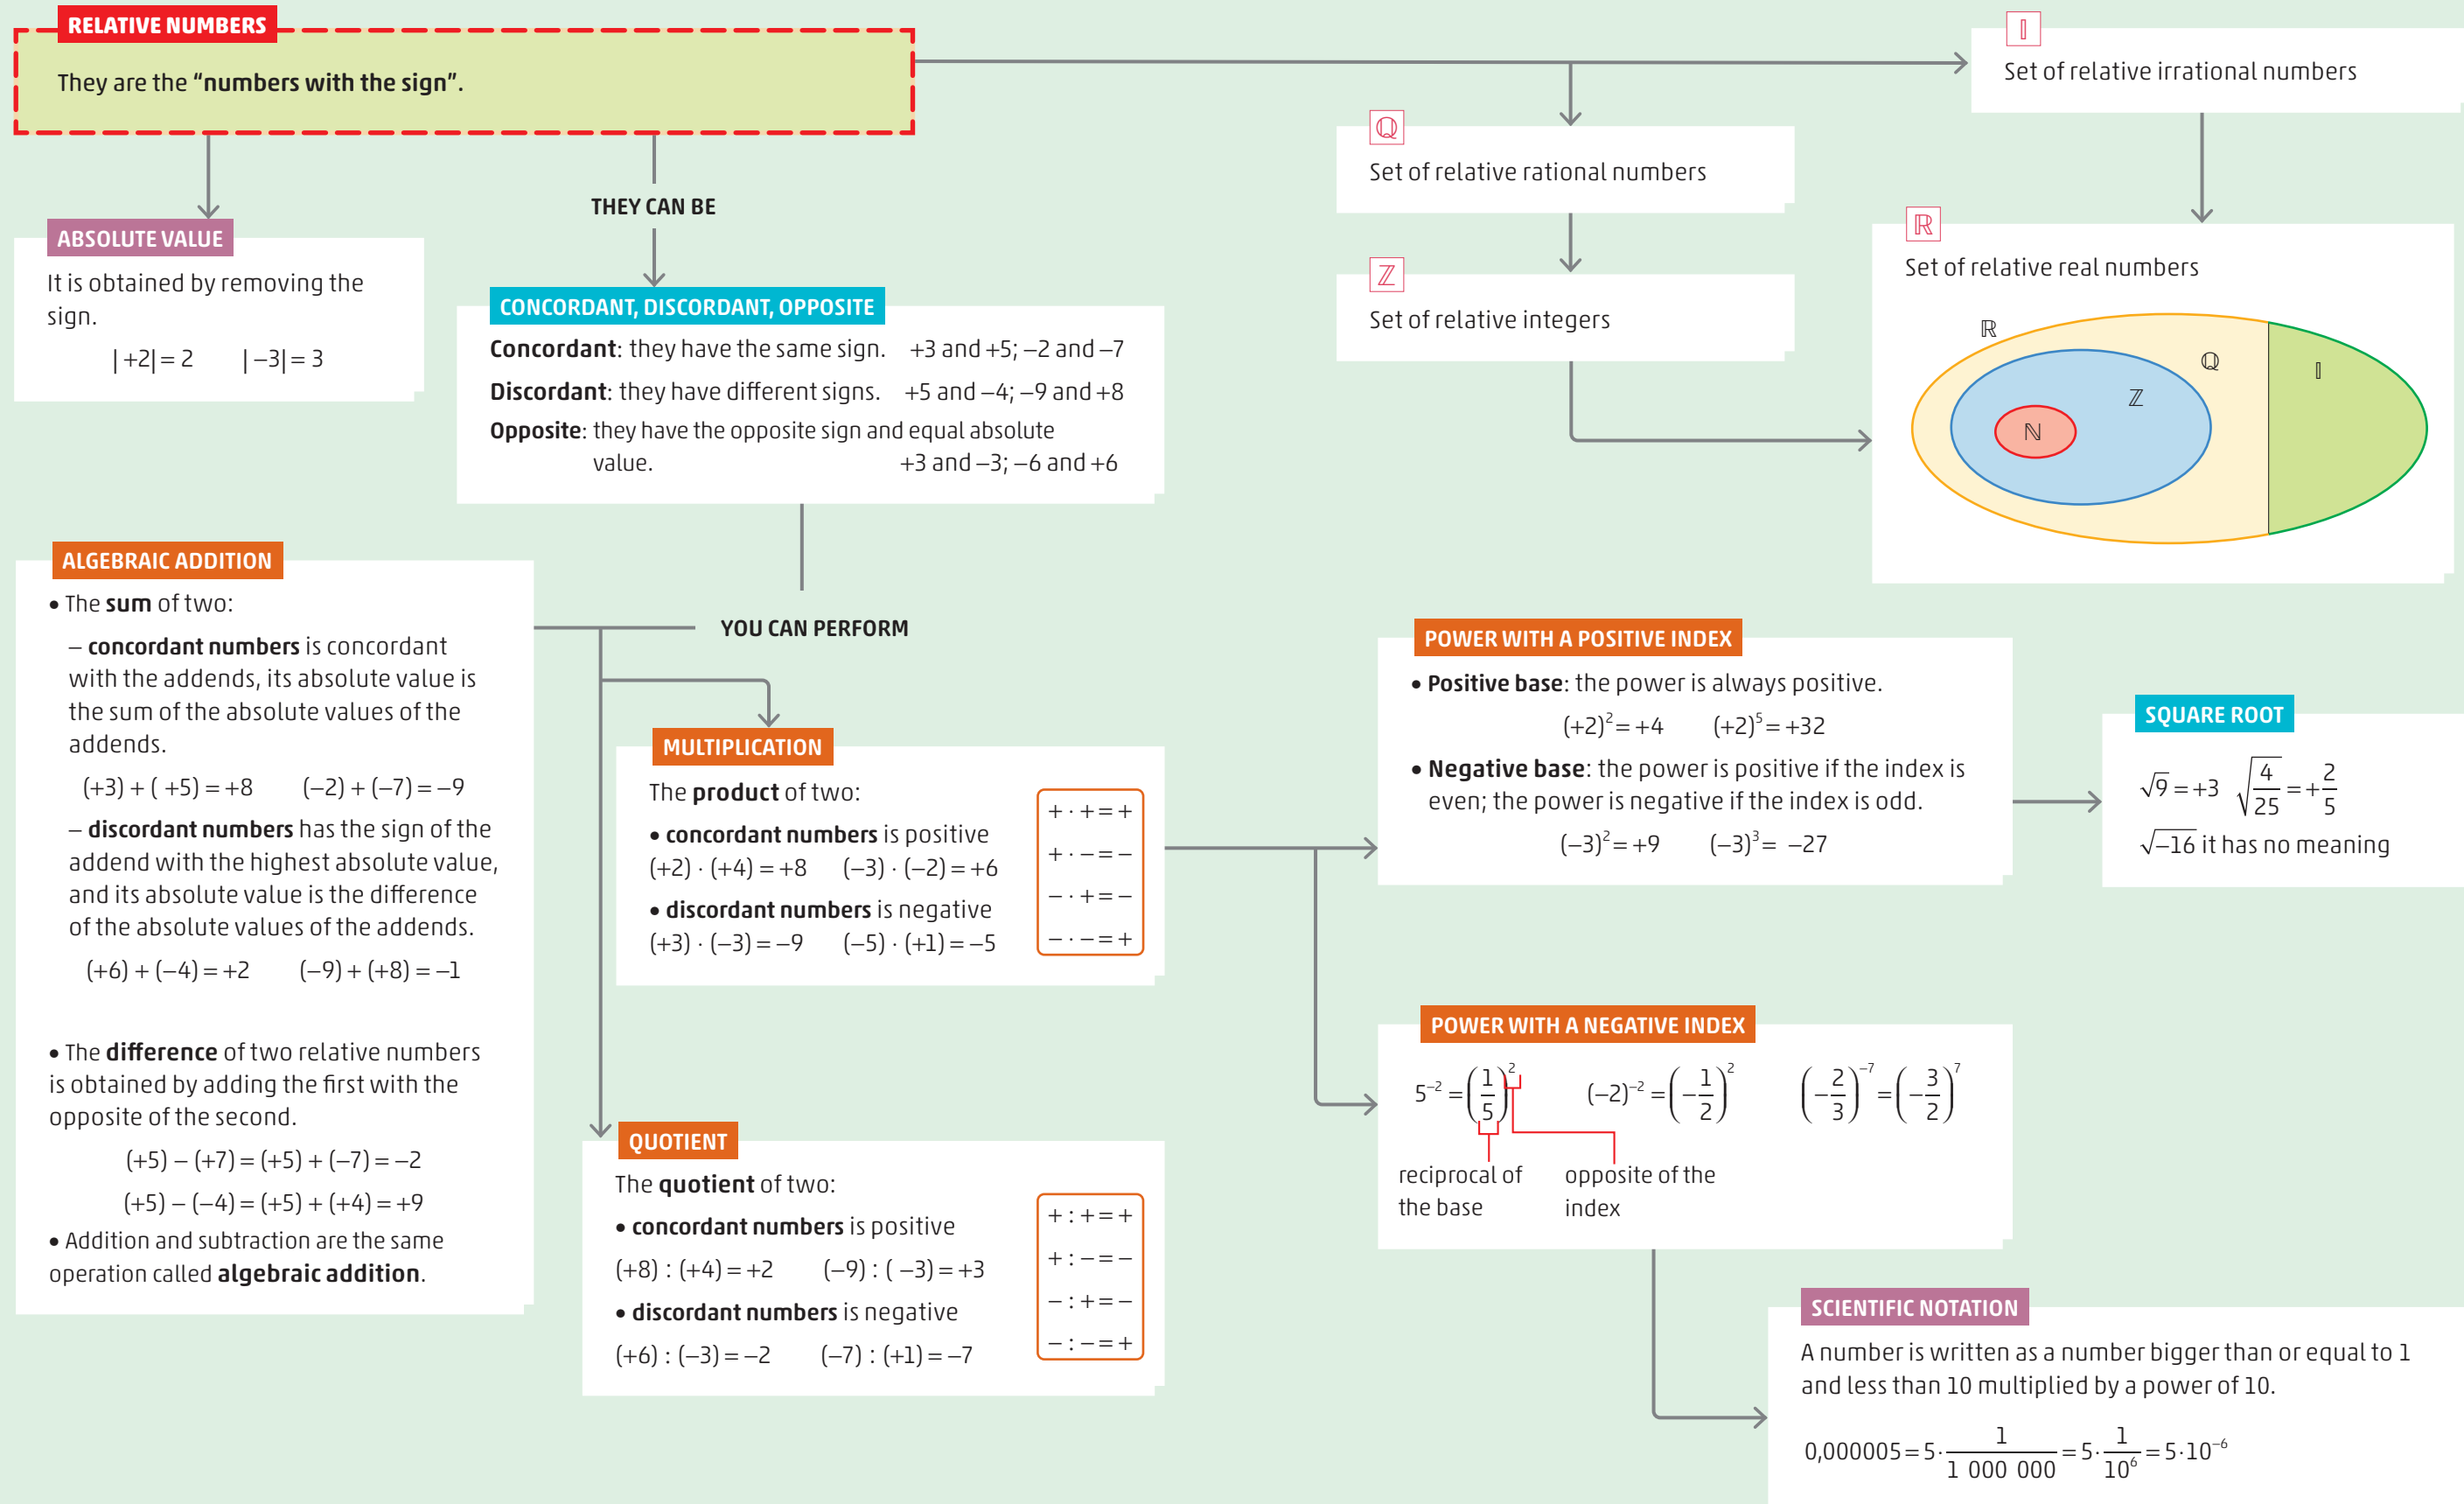 RELATIVE NUMBERS
They are the “numbers with the sign”.
𝕀
Set of relative irrational numbers
ℚ
Set of relative rational numbers
THEY CAN BE
ABSOLUTE VALUE
It is obtained by removing the
sign.
|+2| = 2 |–3| = 3
ℤ
Set of relative integers
ℝ
Set of relative real numbers
ℝ
ℚ
𝕀
ℤ
ℕ
CONCORDANT, DISCORDANT, OPPOSITE
Concordant: they have the same sign. +3 and +5; –2 and –7
Discordant: they have different signs. +5 and –4; –9 and +8
Opposite: they have the opposite sign and equal absolute
value. +3 and –3; –6 and +6
YOU CAN PERFORM
ALGEBRAIC ADDITION
• The sum of two:
– concordant numbers is concordant
with the addends, its absolute value is
the sum of the absolute values of the
addends.
(+3) + ( +5) = +8 (–2) + (–7) = –9
– discordant numbers has the sign of the
addend with the highest absolute value,
and its absolute value is the difference
of the absolute values of the addends.
(+6) + (–4) = +2 (–9) + (+8) = –1
• The difference of two relative numbers
is obtained by adding the first with the
opposite of the second.
(+5) – (+7) = (+5) + (–7) = –2
(+5) – (–4) = (+5) + (+4) = +9
• Addition and subtraction are the same
operation called algebraic addition.
MULTIPLICATION
The product of two:
• concordant numbers is positive
(+2) · (+4) = +8 (–3) · (–2) = +6
• discordant numbers is negative
(+3) · (–3) = –9 (–5) · (+1) = –5
+ · + = +
+ · – = –
– · + = –
– · – = +
QUOTIENT
The quotient of two:
• concordant numbers is positive
(+8) : (+4) = +2 (–9) : ( –3) = +3
• discordant numbers is negative
(+6) : (–3) = –2 (–7) : (+1) = –7
+ : + = +
+ : – = –
– : + = –
– : – = +
POWER WITH A POSITIVE INDEX
• Positive base: the power is always positive.
(+2)² = +4 (+2)⁵ = +32
• Negative base: the power is positive if the index is
even; the power is negative if the index is odd.
(–3)² = +9 (–3)³ = –27
SQUARE ROOT
√9 = +3 √(4/25) = +2/5
√–16 it has no meaning
POWER WITH A NEGATIVE INDEX
5⁻² = (1/5)² (–2)⁻² = (–1/2)² (–2/3)⁻⁷ = (–3/2)⁷
reciprocal of
the base
opposite of the
index
SCIENTIFIC NOTATION
A number is written as a number bigger than or equal to 1
and less than 10 multiplied by a power of 10.
0,000005 = 5 · 1/1 000 000 = 5 · 1/10⁶ = 5·10⁻⁶